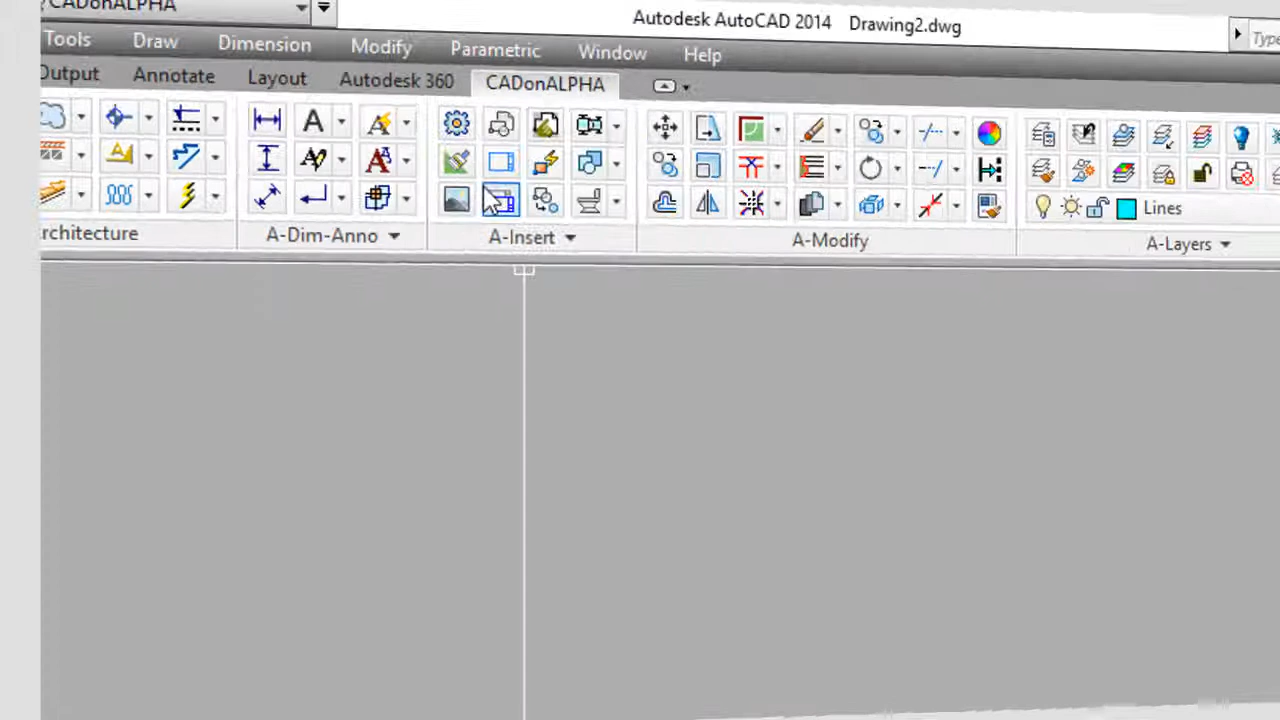 CADonALPHA
Autodesk AutoCAD 2014 Drawing2.dwg
Tools Draw Dimension Modify Parametric Window Help
Output Annotate Layout Autodesk 360 CADonALPHA
rchitecture A-Dim-Anno A-Insert A-Modify A-Layers
Lines